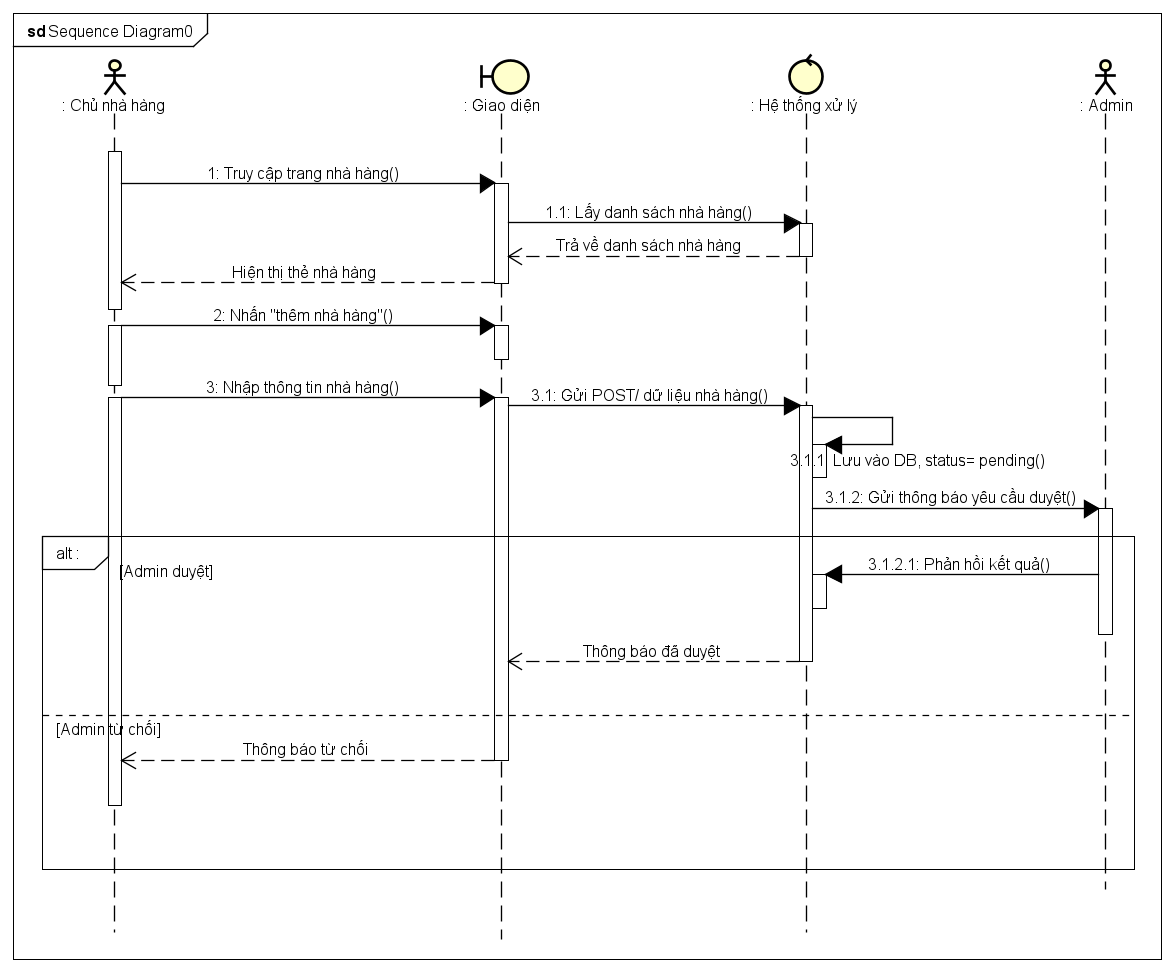 sd Sequence Diagram0
: Chủ nhà hàng
: Giao diện
: Hệ thống xử lý
: Admin
1: Truy cập trang nhà hàng()
1.1: Lấy danh sách nhà hàng()
Trả về danh sách nhà hàng
Hiện thị thẻ nhà hàng
2: Nhấn "thêm nhà hàng"()
3: Nhập thông tin nhà hàng()
3.1: Gửi POST/ dữ liệu nhà hàng()
3.1.1: Lưu vào DB, status= pending()
3.1.2: Gửi thông báo yêu cầu duyệt()
alt :
[Admin duyệt]
3.1.2.1: Phản hồi kết quả()
Thông báo đã duyệt
[Admin từ chối]
Thông báo từ chối